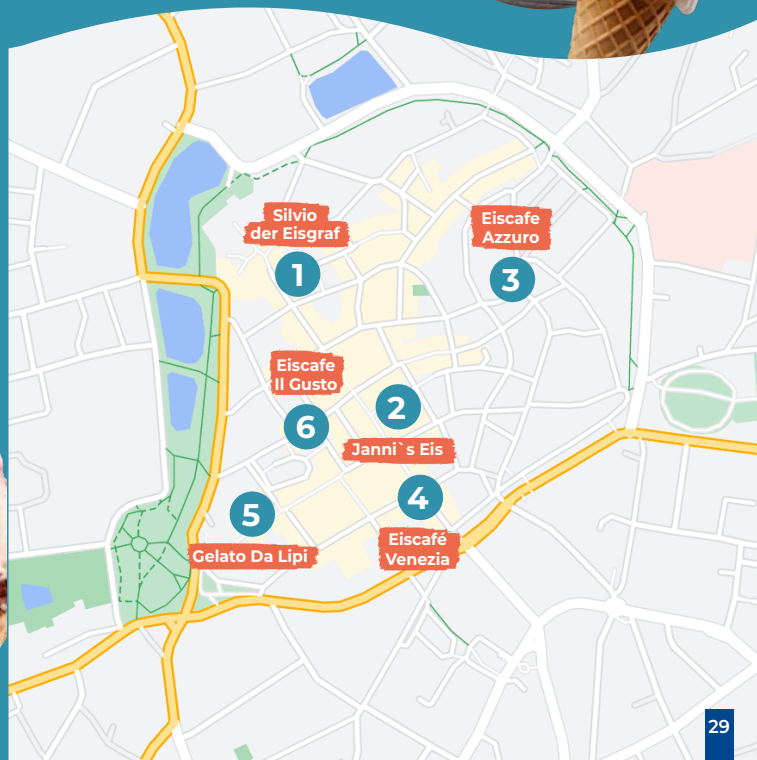 Silvio
der Eisgraf
1
Eiscafe
Azzuro
3
Eiscafe
Il Gusto
6
2
Janni`s Eis
4
Eiscafé
Venezia
5
Gelato Da Lipi
29